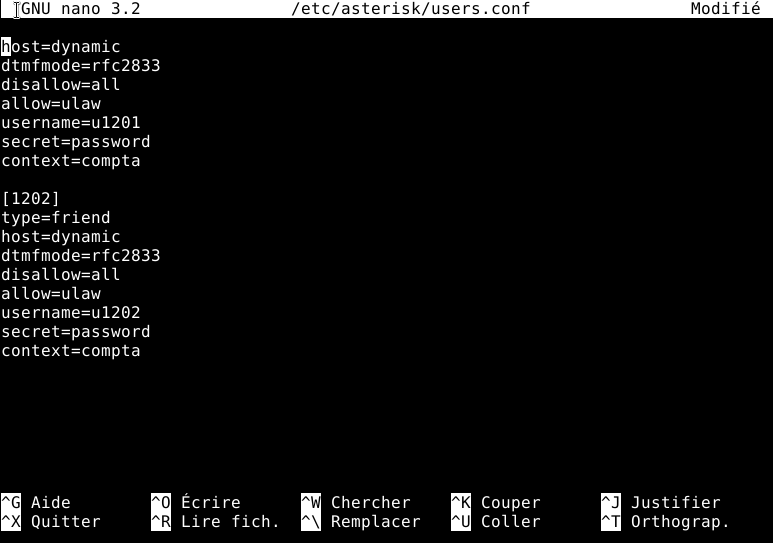 GNU nano 3.2 /etc/asterisk/users.conf Modifié
host=dynamic
dtmfmode=rfc2833
disallow=all
allow=ulaw
username=u1201
secret=password
context=compta
[1202]
type=friend
host=dynamic
dtmfmode=rfc2833
disallow=all
allow=ulaw
username=u1202
secret=password
context=compta
^G Aide ^O Écrire ^W Chercher ^K Couper ^J Justifier
^X Quitter ^R Lire fich. ^\ Remplacer ^U Coller ^T Orthograp.